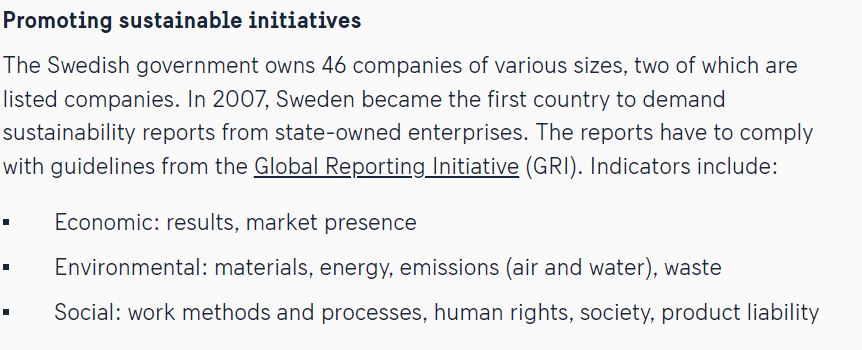 Promoting sustainable initiatives
The Swedish government owns 46 companies of various sizes, two of which are
listed companies. In 2007, Sweden became the first country to demand
sustainability reports from state-owned enterprises. The reports have to comply
with guidelines from the Global Reporting Initiative (GRI). Indicators include:
▪ Economic: results, market presence
▪ Environmental: materials, energy, emissions (air and water), waste
▪ Social: work methods and processes, human rights, society, product liability